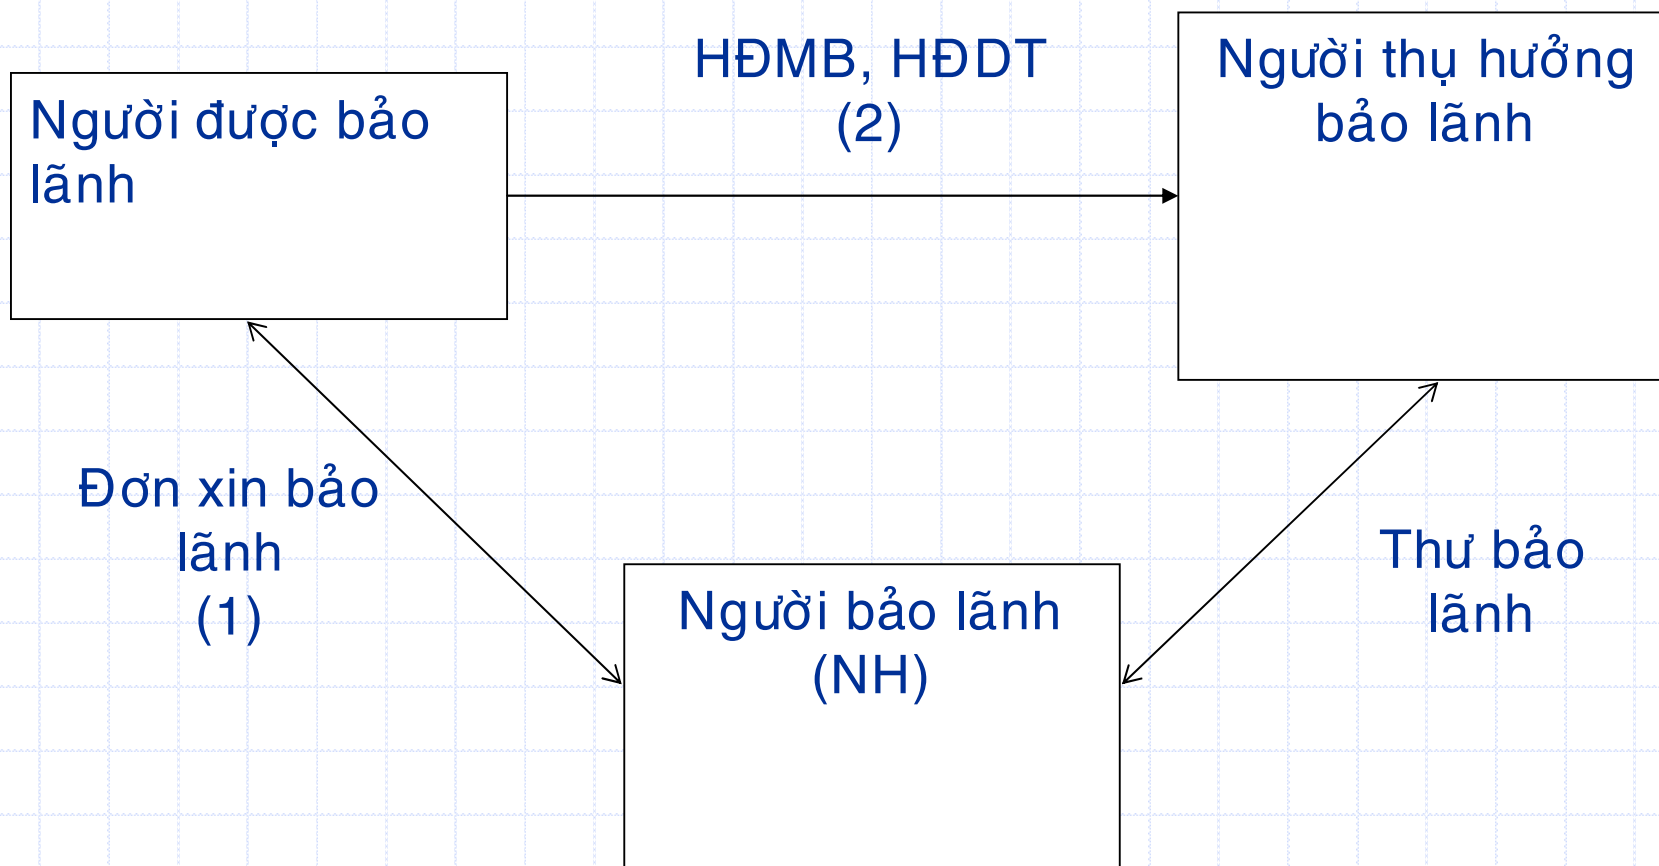 HĐMB, HĐDT
(2)
Người thụ hưởng
bảo lãnh
Người được bảo
lãnh
Đơn xin bảo
lãnh
(1)
Thư bảo
lãnh
Người bảo lãnh
(NH)